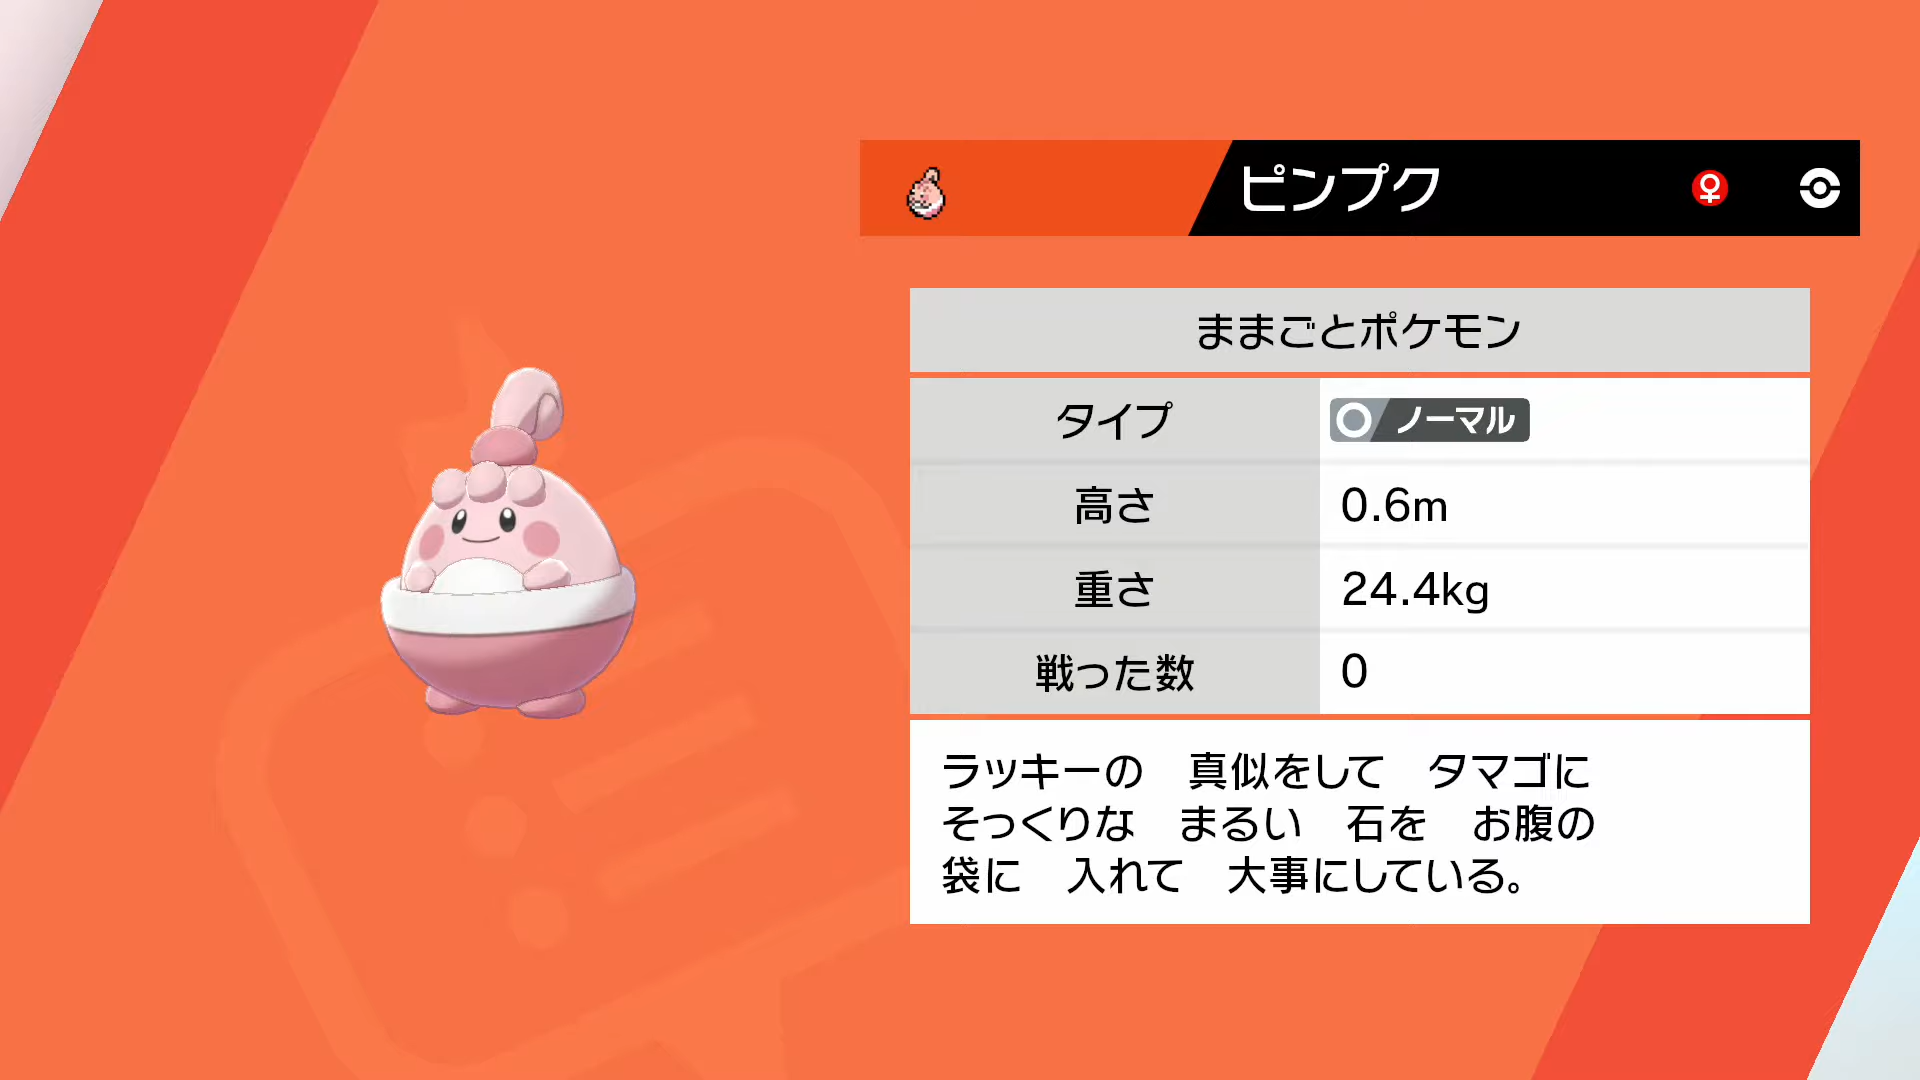 ピンプク ♀
ままごとポケモン
タイプ ノーマル
高さ 0.6m
重さ 24.4kg
戦った数 0
ラッキーの　真似をして　タマゴに
そっくりな　まるい　石を　お腹の
袋に　入れて　大事にしている。